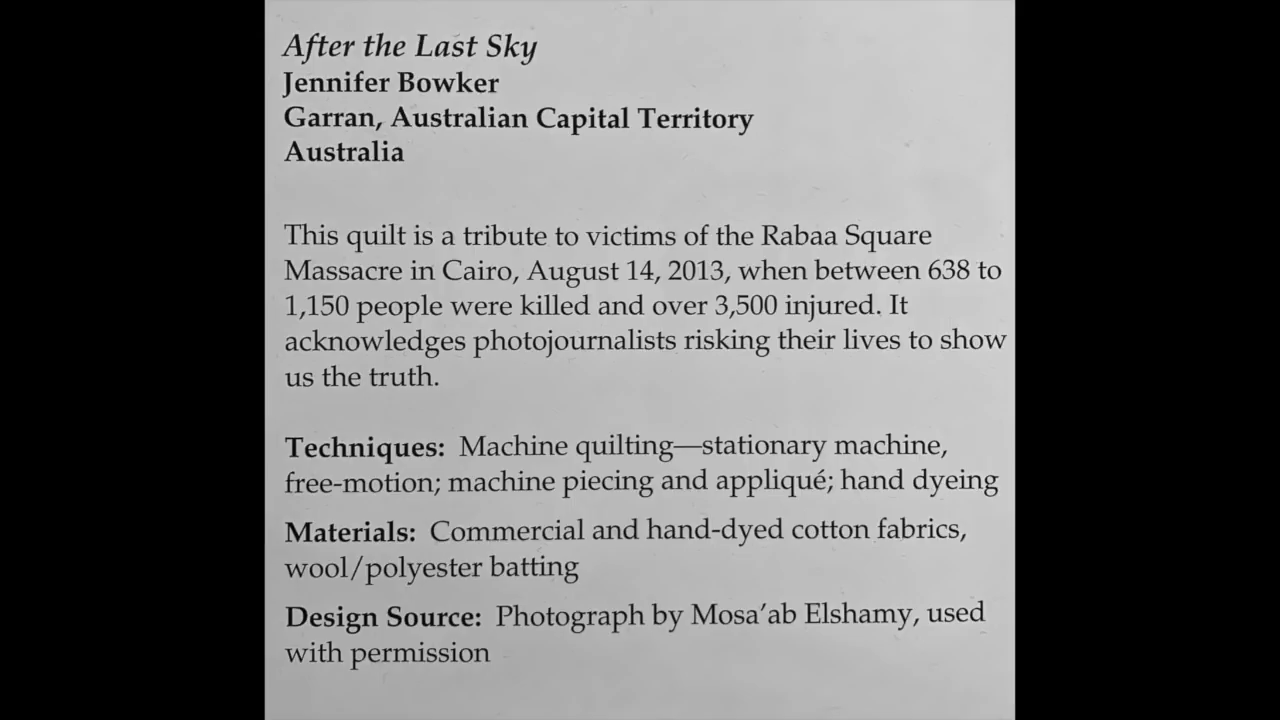 After the Last Sky
Jennifer Bowker
Garran, Australian Capital Territory
Australia
This quilt is a tribute to victims of the Rabaa Square
Massacre in Cairo, August 14, 2013, when between 638 to
1,150 people were killed and over 3,500 injured. It
acknowledges photojournalists risking their lives to show
us the truth.
Techniques: Machine quilting—stationary machine,
free-motion; machine piecing and appliqué; hand dyeing
Materials: Commercial and hand-dyed cotton fabrics,
wool/polyester batting
Design Source: Photograph by Mosa’ab Elshamy, used
with permission